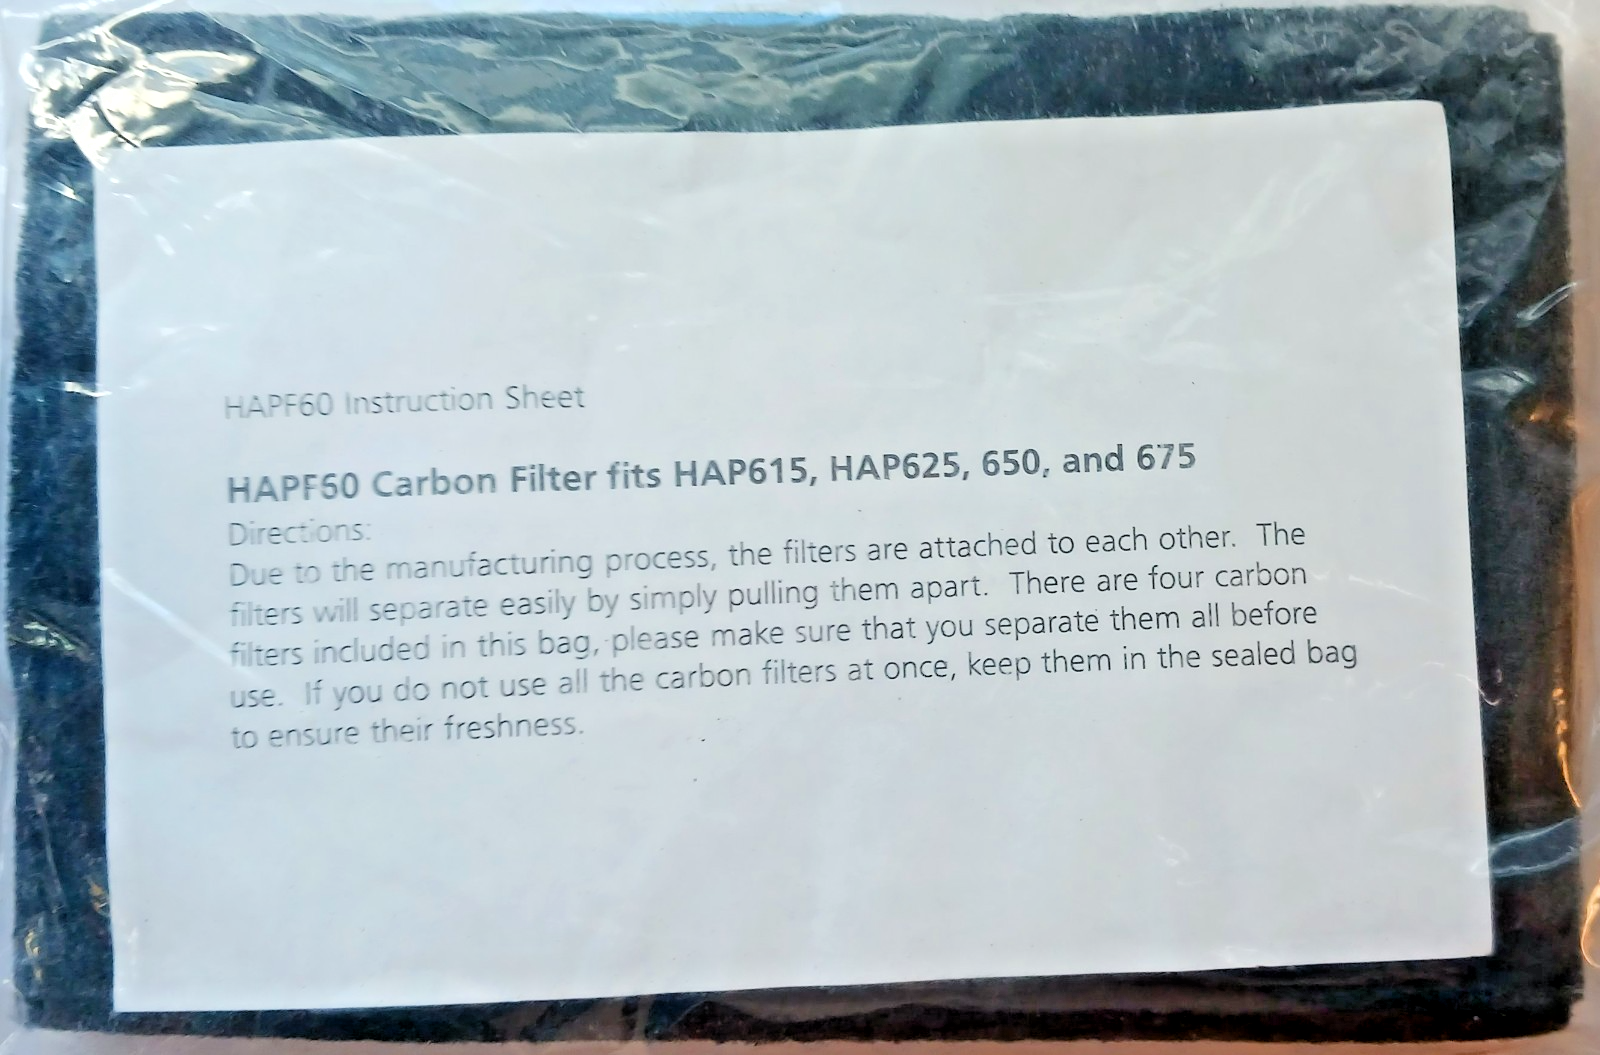 HAPF60 Instruction Sheet
HAPF60 Carbon Filter fits HAP615, HAP625, 650, and 675
Directions:
Due to the manufacturing process, the filters are attached to each other. The
filters will separate easily by simply pulling them apart. There are four carbon
filters included in this bag, please make sure that you separate them all before
use. If you do not use all the carbon filters at once, keep them in the sealed bag
to ensure their freshness.